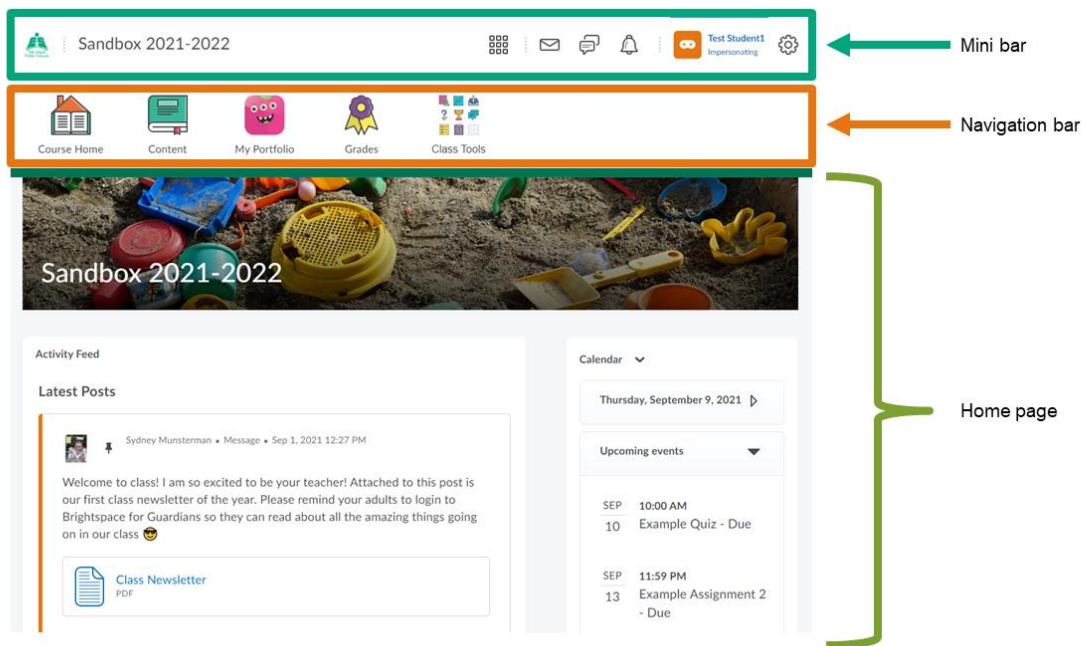 Sandbox 2021-2022
Test Student1
Impersonating
Mini bar
Course Home
Content
My Portfolio
Grades
Class Tools
Navigation bar
Sandbox 2021-2022
Activity Feed
Latest Posts
Sydney Munsterman • Message • Sep 1, 2021 12:27 PM
Welcome to class! I am so excited to be your teacher! Attached to this post is
our first class newsletter of the year. Please remind your adults to login to
Brightspace for Guardians so they can read about all the amazing things going
on in our class 😎
Class Newsletter
PDF
Calendar
Thursday, September 9, 2021
Upcoming events
SEP 10:00 AM
10 Example Quiz - Due
SEP 11:59 PM
13 Example Assignment 2
- Due
Home page